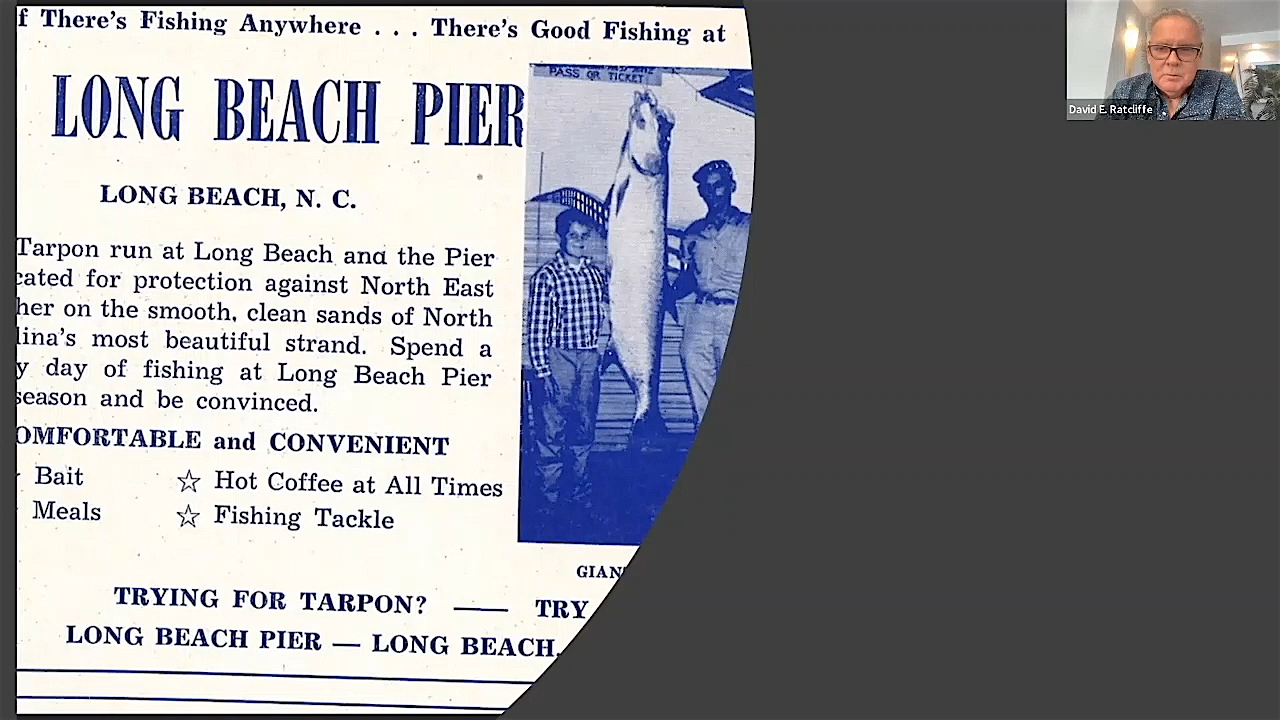 f There's Fishing Anywhere . . . There's Good Fishing at
LONG BEACH PIER
PASS OR TICKET
LONG BEACH, N. C.
Tarpon run at Long Beach and the Pier
cated for protection against North East
her on the smooth, clean sands of North
lina's most beautiful strand. Spend a
y day of fishing at Long Beach Pier
season and be convinced.
OMFORTABLE and CONVENIENT
Bait ☆ Hot Coffee at All Times
Meals ☆ Fishing Tackle
GIAN
TRYING FOR TARPON? —— TRY
LONG BEACH PIER — LONG BEACH.
David E. Ratcliffe